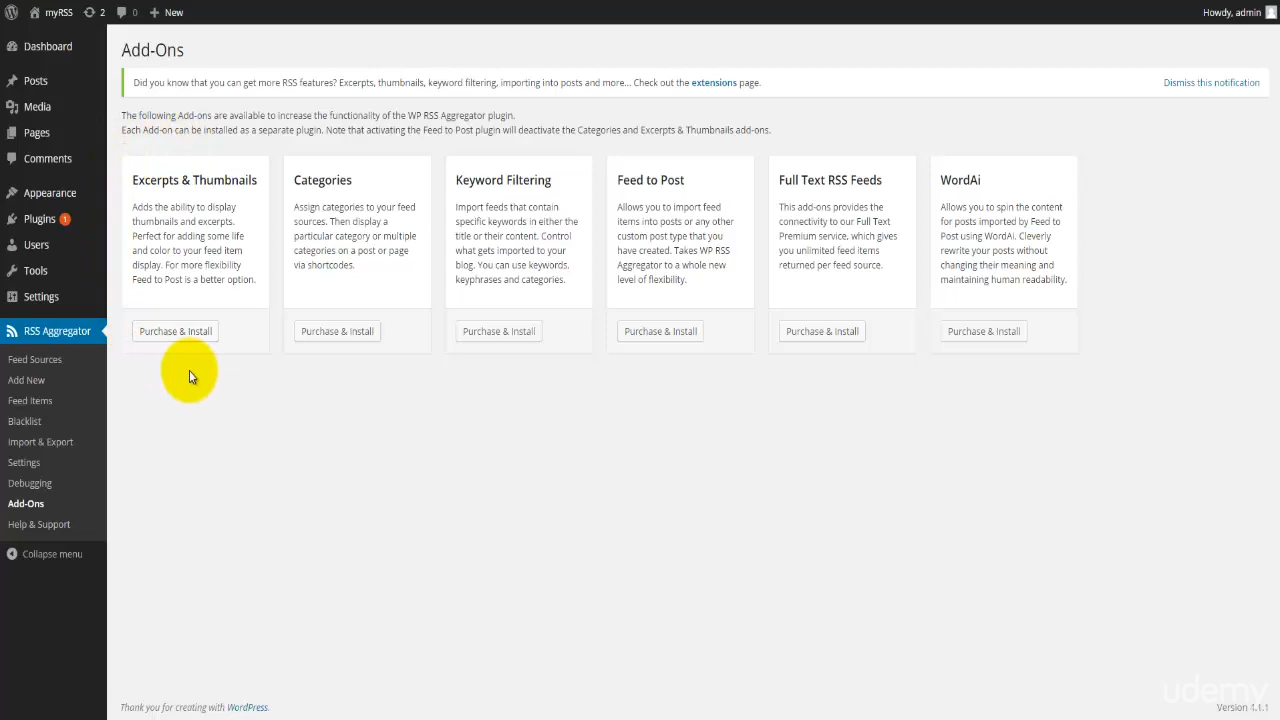 myRSS 2 0 New Howdy, admin
Dashboard
Posts
Media
Pages
Comments
Appearance
Plugins 1
Users
Tools
Settings
RSS Aggregator
Feed Sources
Add New
Feed Items
Blacklist
Import & Export
Settings
Debugging
Add-Ons
Help & Support
Collapse menu
Add-Ons
Did you know that you can get more RSS features? Excerpts, thumbnails, keyword filtering, importing into posts and more... Check out the extensions page. Dismiss this notification
The following Add-ons are available to increase the functionality of the WP RSS Aggregator plugin.
Each Add-on can be installed as a separate plugin. Note that activating the Feed to Post plugin will deactivate the Categories and Excerpts & Thumbnails add-ons.
Excerpts & Thumbnails
Adds the ability to display
thumbnails and excerpts.
Perfect for adding some life
and color to your feed item
display. For more flexibility
Feed to Post is a better option.
Purchase & Install
Categories
Assign categories to your feed
sources. Then display a
particular category or multiple
categories on a post or page
via shortcodes.
Purchase & Install
Keyword Filtering
Import feeds that contain
specific keywords in either the
title or their content. Control
what gets imported to your
blog. You can use keywords,
keyphrases and categories.
Purchase & Install
Feed to Post
Allows you to import feed
items into posts or any other
custom post type that you
have created. Takes WP RSS
Aggregator to a whole new
level of flexibility.
Purchase & Install
Full Text RSS Feeds
This add-ons provides the
connectivity to our Full Text
Premium service, which gives
you unlimited feed items
returned per feed source.
Purchase & Install
WordAi
Allows you to spin the content
for posts imported by Feed to
Post using WordAi. Cleverly
rewrite your posts without
changing their meaning and
maintaining human readability.
Purchase & Install
udemy
Thank you for creating with WordPress. Version 4.1.1